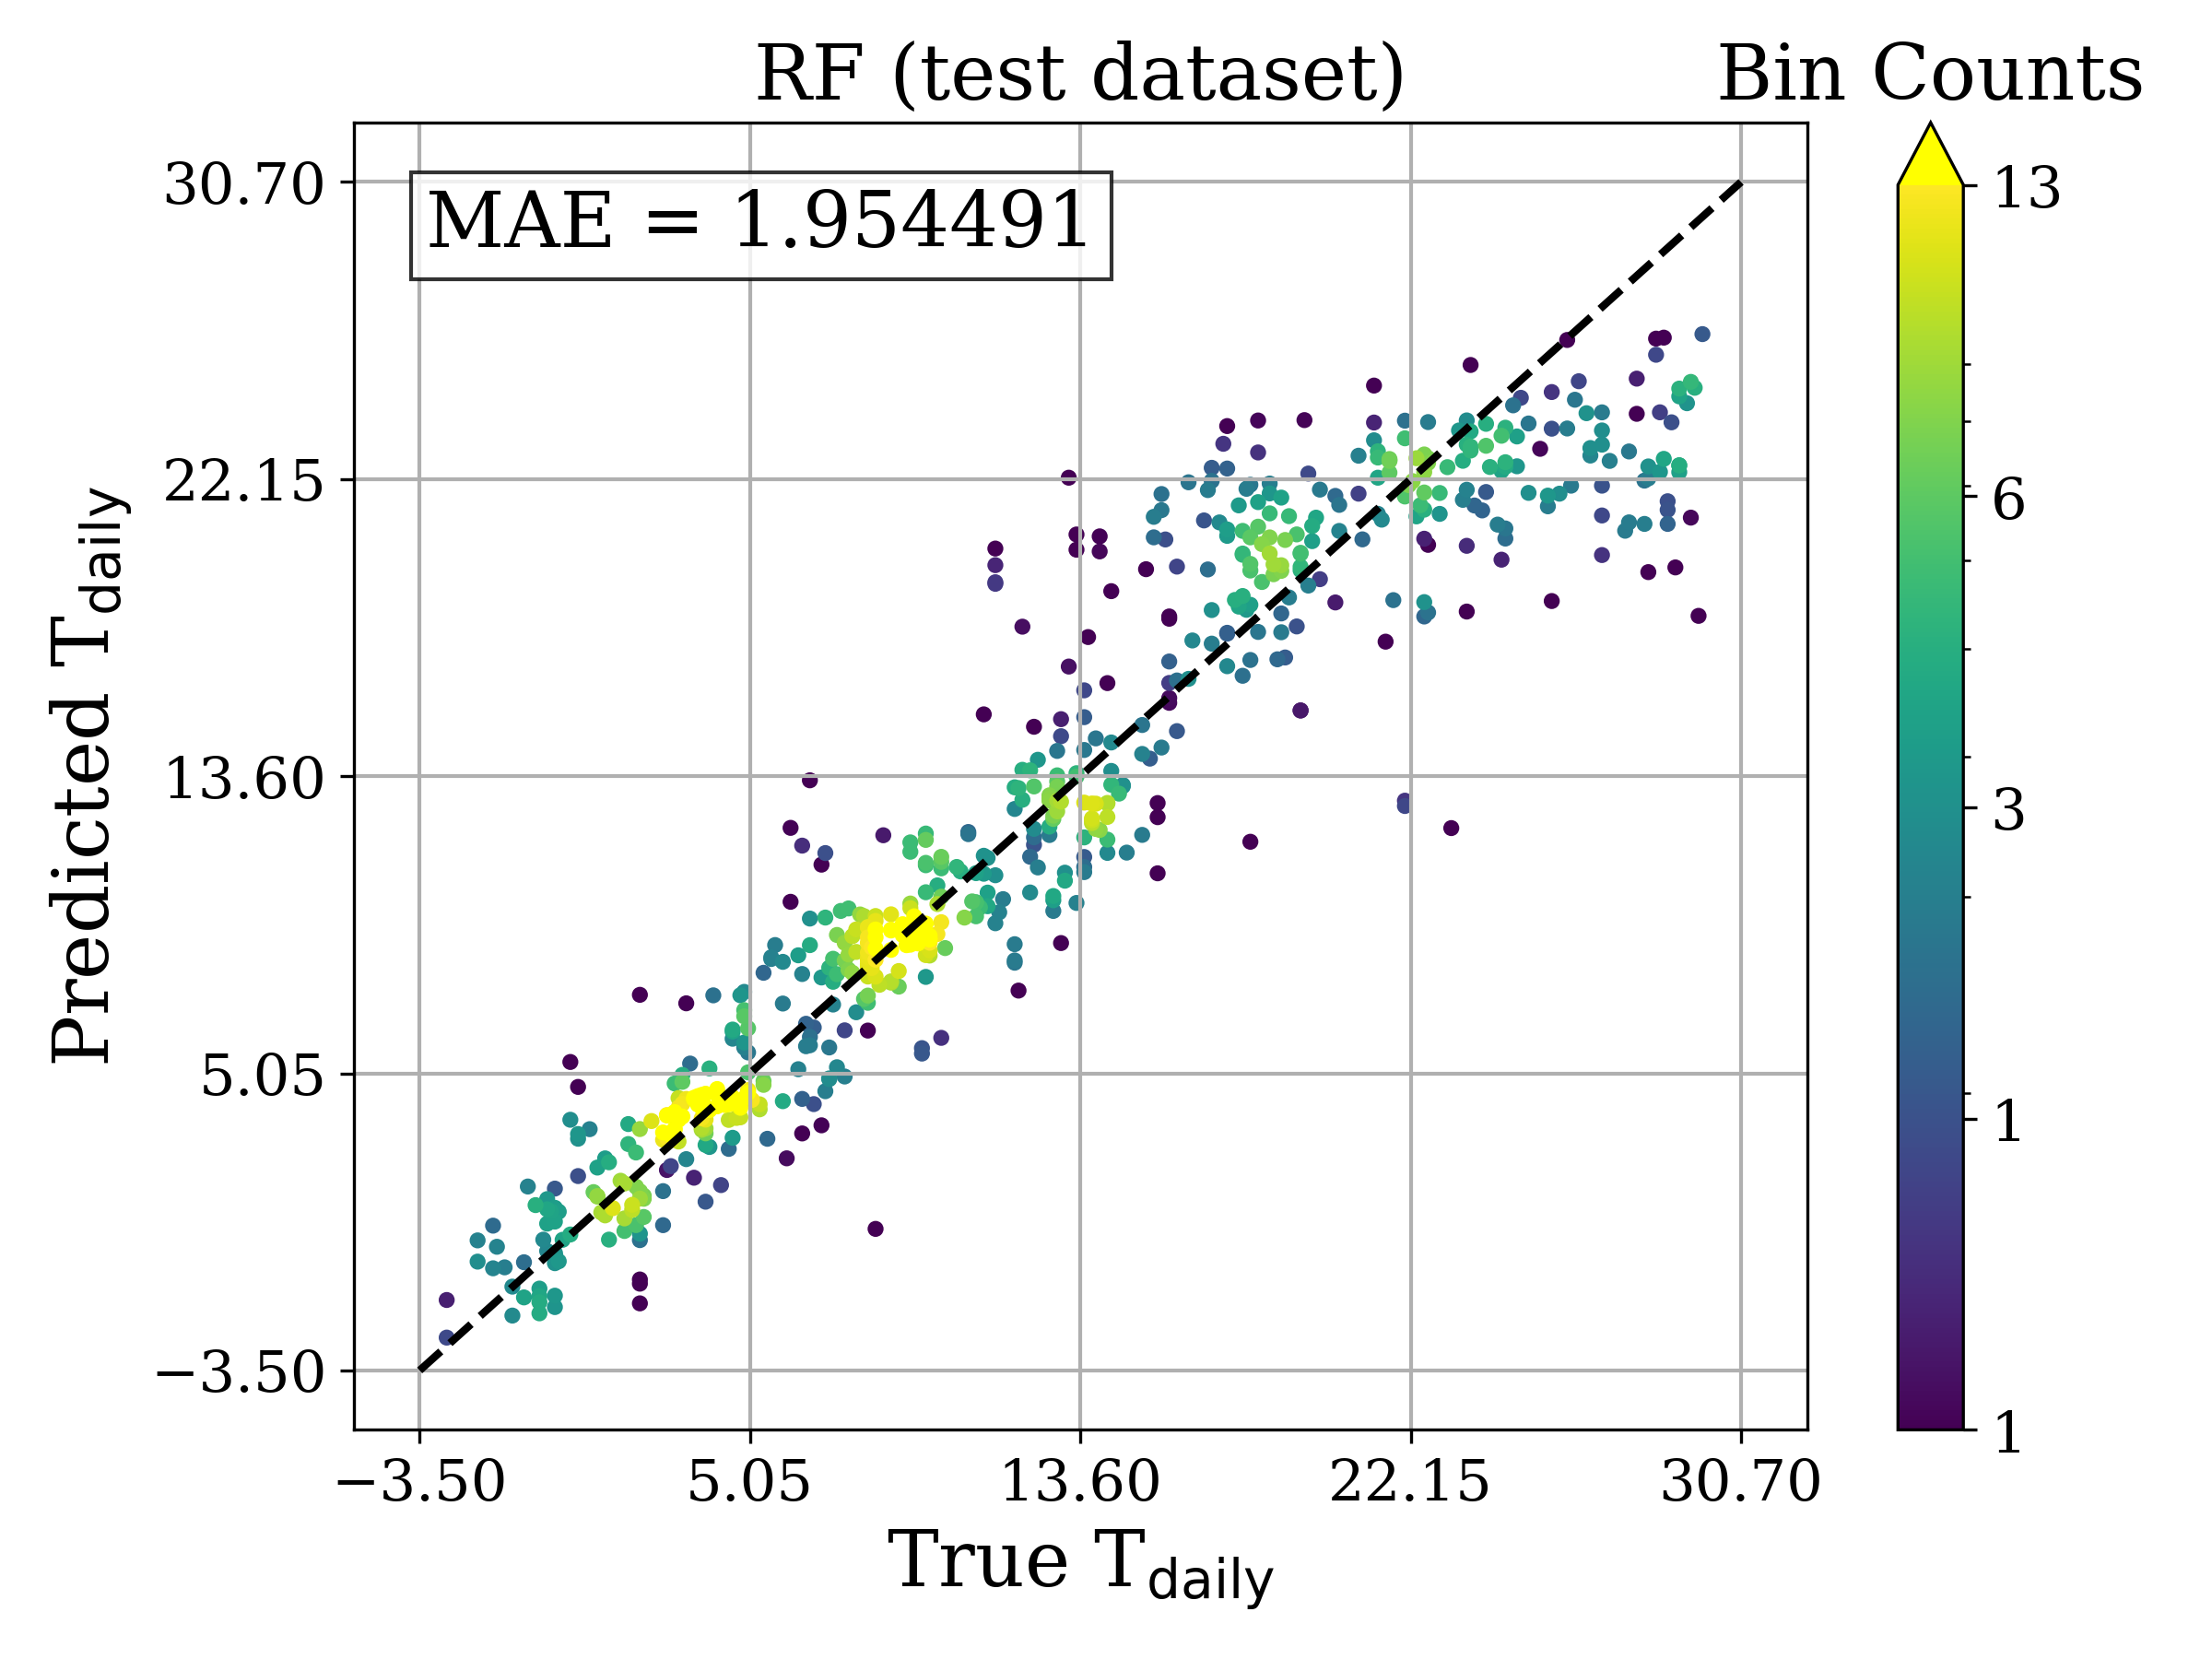 RF (test dataset)
Bin Counts
MAE = 1.954491
Predicted T_daily
30.70
22.15
13.60
5.05
−3.50
−3.50 5.05 13.60 22.15 30.70
True T_daily
13
6
3
1
1